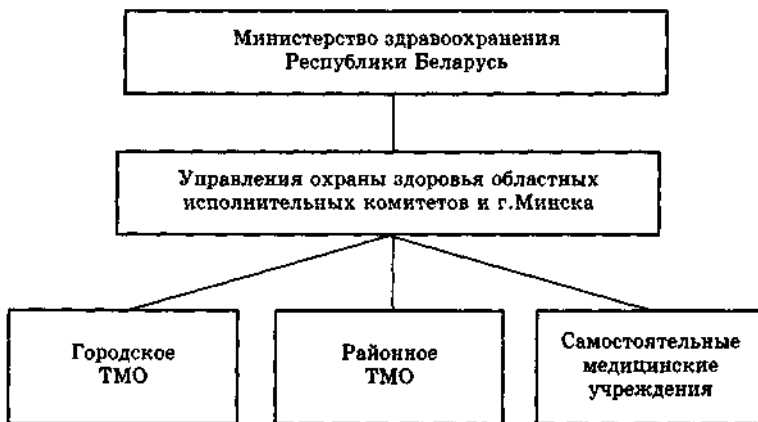 Министерство здравоохранения
Республики Беларусь
Управления охраны здоровья областных
исполнительных комитетов и г.Минска
Городское
ТМО
Районное
ТМО
Самостоятельные
медицинские
учреждения